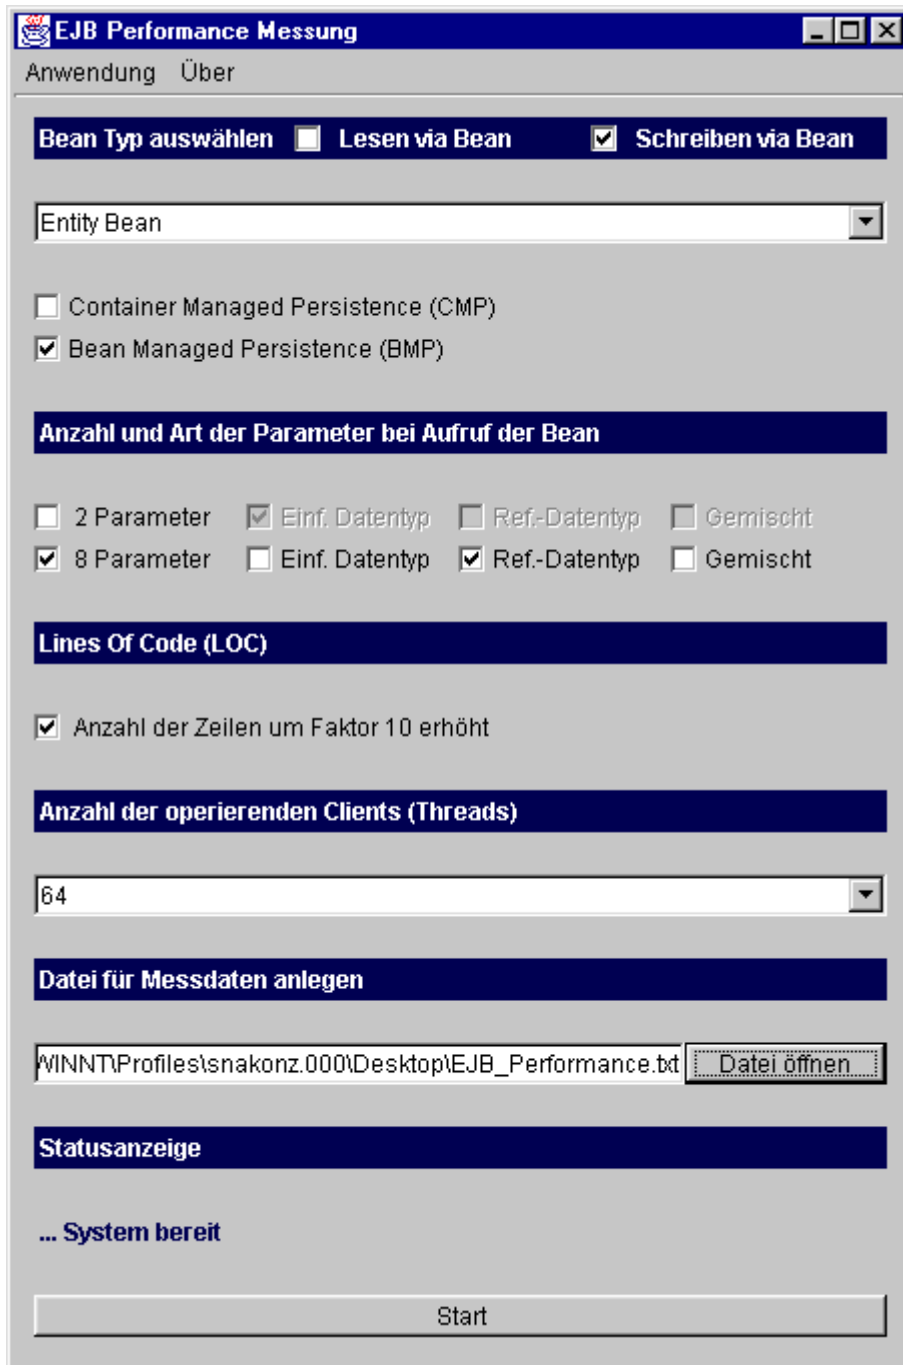 EJB Performance Messung
Anwendung Über
Bean Typ auswählen Lesen via Bean Schreiben via Bean
Entity Bean
Container Managed Persistence (CMP)
Bean Managed Persistence (BMP)
Anzahl und Art der Parameter bei Aufruf der Bean
2 Parameter Einf. Datentyp Ref.-Datentyp Gemischt
8 Parameter Einf. Datentyp Ref.-Datentyp Gemischt
Lines Of Code (LOC)
Anzahl der Zeilen um Faktor 10 erhöht
Anzahl der operierenden Clients (Threads)
64
Datei für Messdaten anlegen
WINNT\Profiles\snakonz.000\Desktop\EJB_Performance.txt Datei öffnen
Statusanzeige
... System bereit
Start